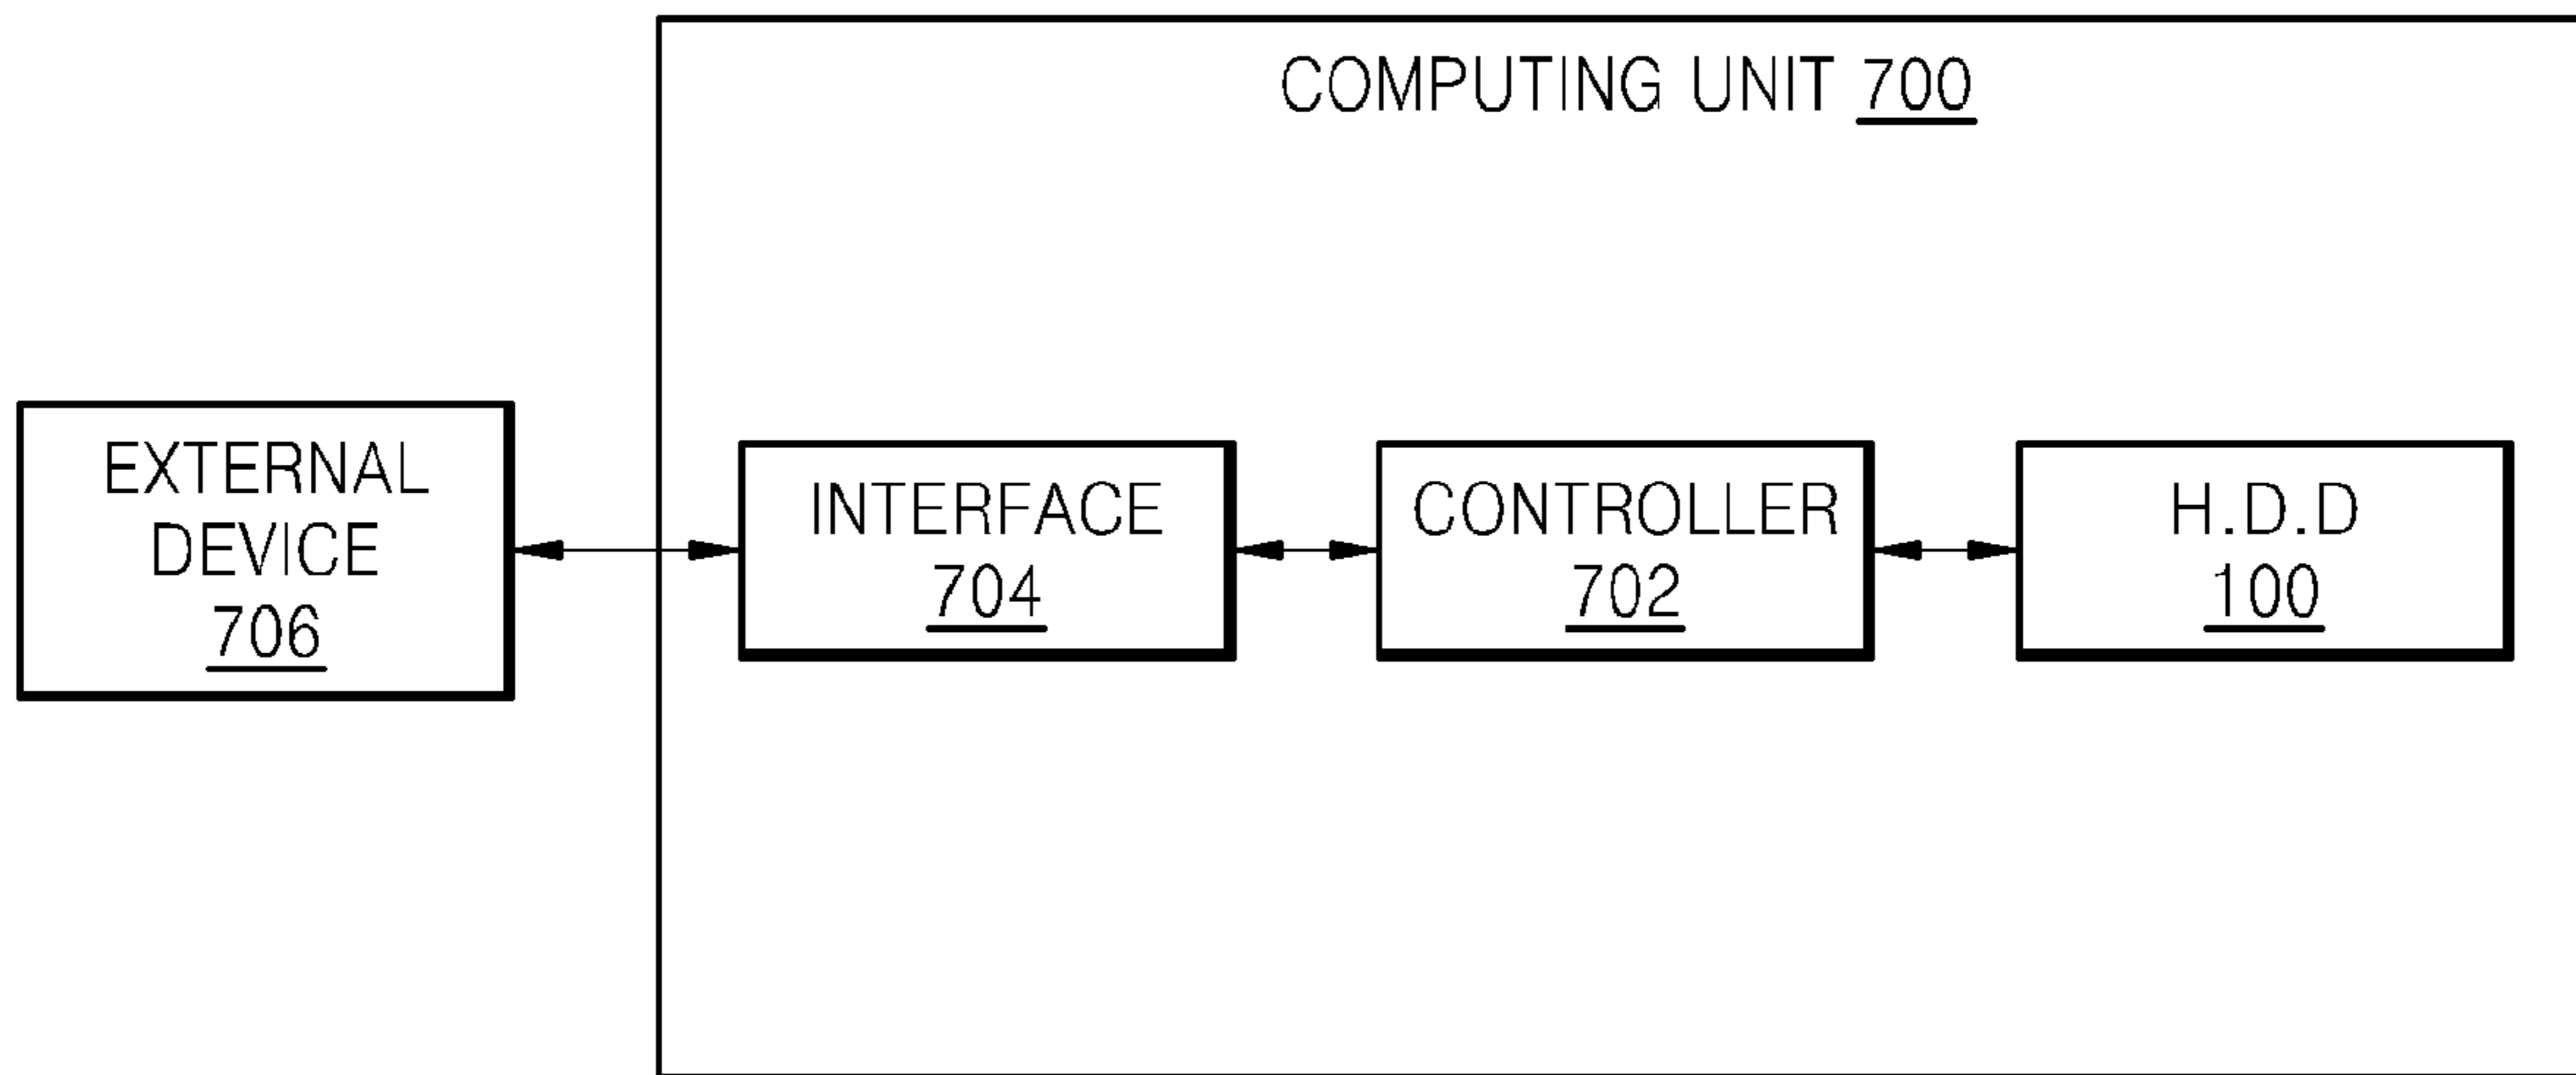 COMPUTING UNIT 700
EXTERNAL
DEVICE
706
INTERFACE
704
CONTROLLER
702
H.D.D
100